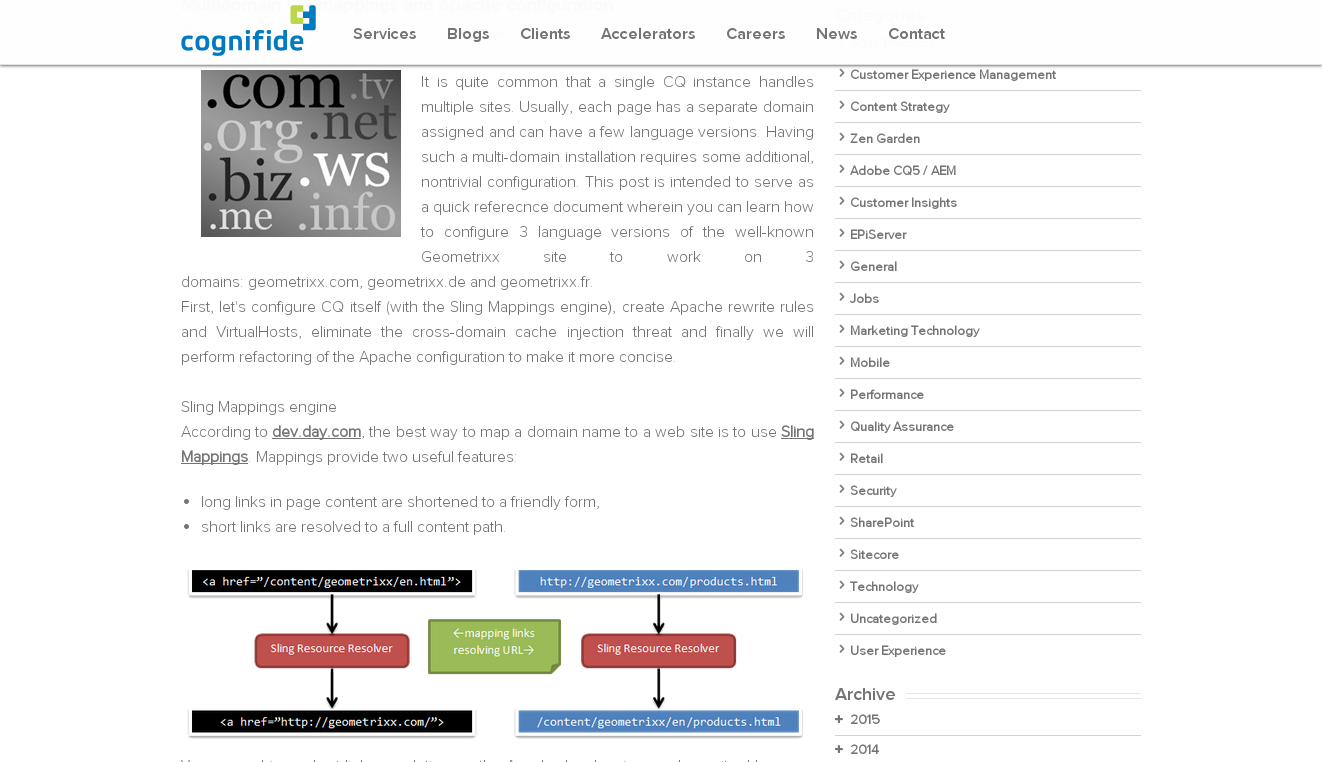 Multidomain CQ mappings and Apache configuration
cognifide
Services
Blogs
Clients
Accelerators
Careers
News
Contact
.com
.tv
.org
.net
.biz
.ws
.me
.info
It is quite common that a single CQ instance handles
multiple sites. Usually, each page has a separate domain
assigned and can have a few language versions. Having
such a multi-domain installation requires some additional,
nontrivial configuration. This post is intended to serve as
a quick referecnce document wherein you can learn how
to configure 3 language versions of the well-known
Geometrixx site to work on 3
domains: geometrixx.com, geometrixx.de and geometrixx.fr.
First, let's configure CQ itself (with the Sling Mappings engine), create Apache rewrite rules
and VirtualHosts, eliminate the cross-domain cache injection threat and finally we will
perform refactoring of the Apache configuration to make it more concise.
Sling Mappings engine
According to dev.day.com, the best way to map a domain name to a web site is to use Sling
Mappings. Mappings provide two useful features:
• long links in page content are shortened to a friendly form,
• short links are resolved to a full content path.
<a href=”/content/geometrixx/en.html”>
Sling Resource Resolver
<a href=”http://geometrixx.com/”>
←mapping links
resolving URL→
http://geometrixx.com/products.html
Sling Resource Resolver
/content/geometrixx/en/products.html
Categories
Customer Experience Management
Content Strategy
Zen Garden
Adobe CQ5 / AEM
Customer Insights
EPiServer
General
Jobs
Marketing Technology
Mobile
Performance
Quality Assurance
Retail
Security
SharePoint
Sitecore
Technology
Uncategorized
User Experience
Archive
+ 2015
+ 2014